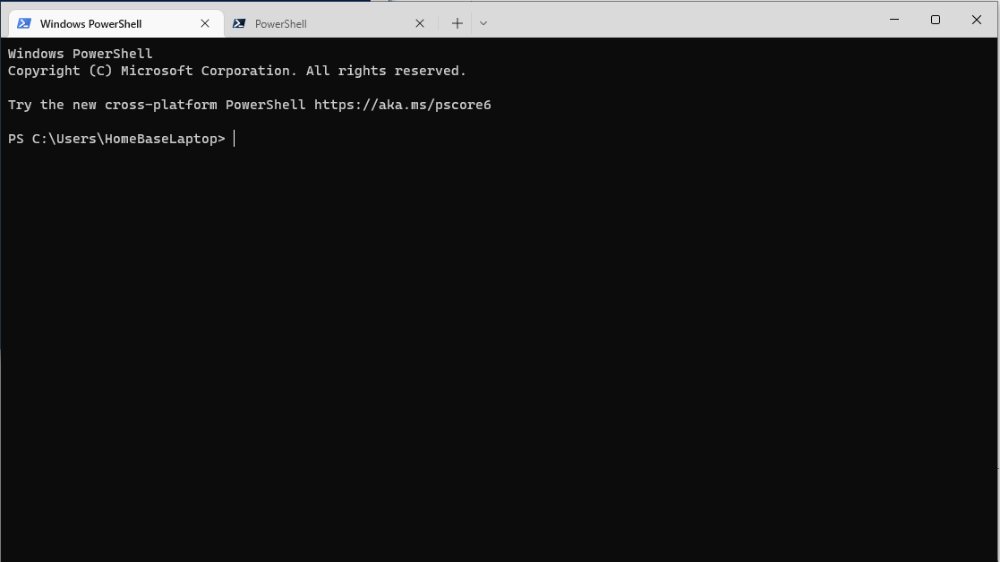 Windows PowerShell
PowerShell
Windows PowerShell
Copyright (C) Microsoft Corporation. All rights reserved.
Try the new cross-platform PowerShell https://aka.ms/pscore6
PS C:\Users\HomeBaseLaptop>